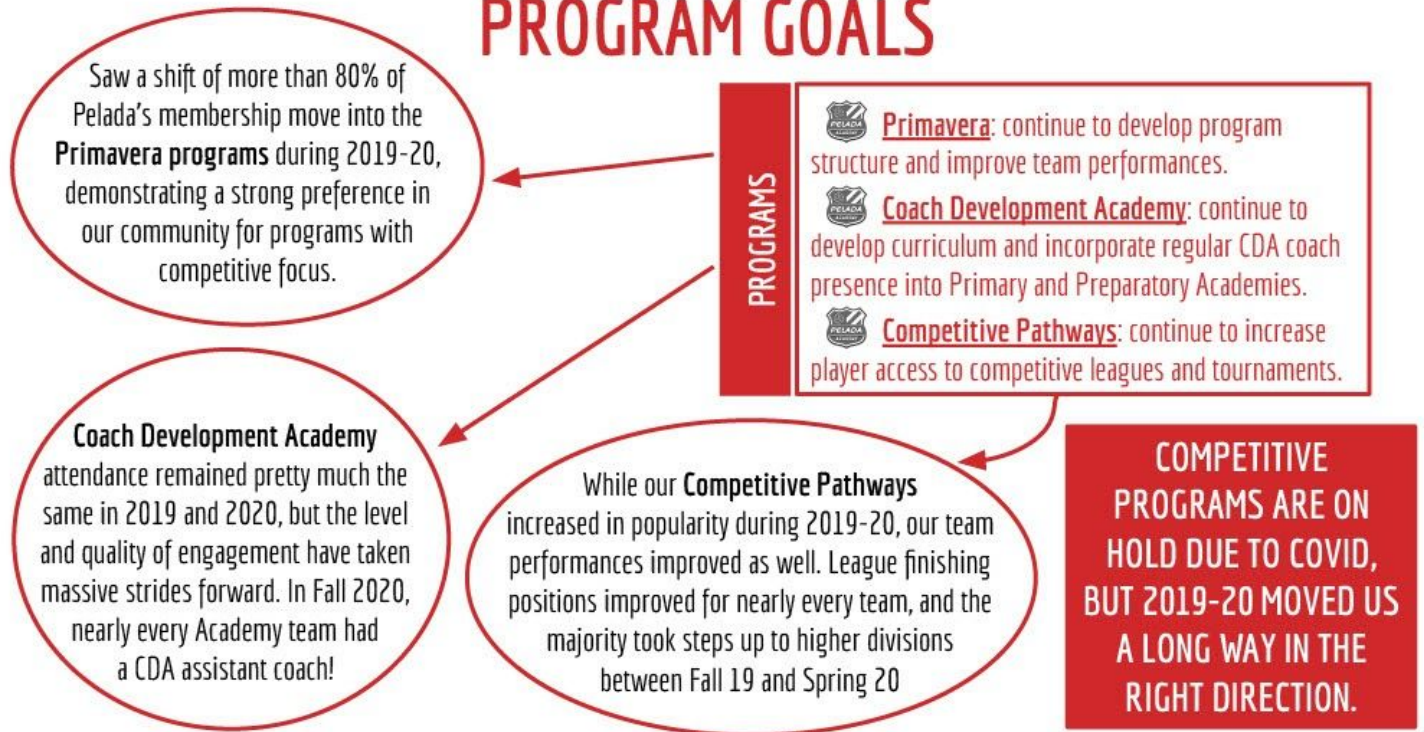 PROGRAM GOALS
Saw a shift of more than 80% of
Pelada's membership move into the
Primavera programs during 2019-20,
demonstrating a strong preference in
our community for programs with
competitive focus.
PROGRAMS
PELADA
ACADEMY
Primavera: continue to develop program
structure and improve team performances.
PELADA
ACADEMY
Coach Development Academy: continue to
develop curriculum and incorporate regular CDA coach
presence into Primary and Preparatory Academies.
PELADA
ACADEMY
Competitive Pathways: continue to increase
player access to competitive leagues and tournaments.
Coach Development Academy
attendance remained pretty much the
same in 2019 and 2020, but the level
and quality of engagement have taken
massive strides forward. In Fall 2020,
nearly every Academy team had
a CDA assistant coach!
While our Competitive Pathways
increased in popularity during 2019-20, our team
performances improved as well. League finishing
positions improved for nearly every team, and the
majority took steps up to higher divisions
between Fall 19 and Spring 20
COMPETITIVE
PROGRAMS ARE ON
HOLD DUE TO COVID,
BUT 2019-20 MOVED US
A LONG WAY IN THE
RIGHT DIRECTION.